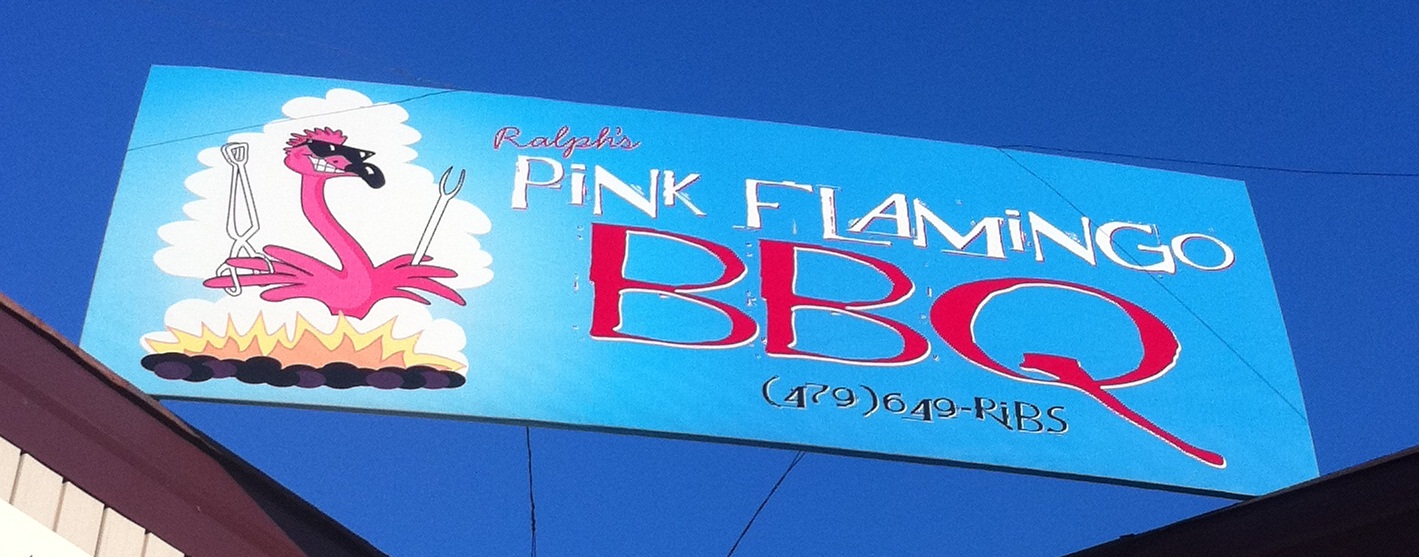 Ralph's
PiNK FLAMiNGO
BBQ
(479)649-RiBS